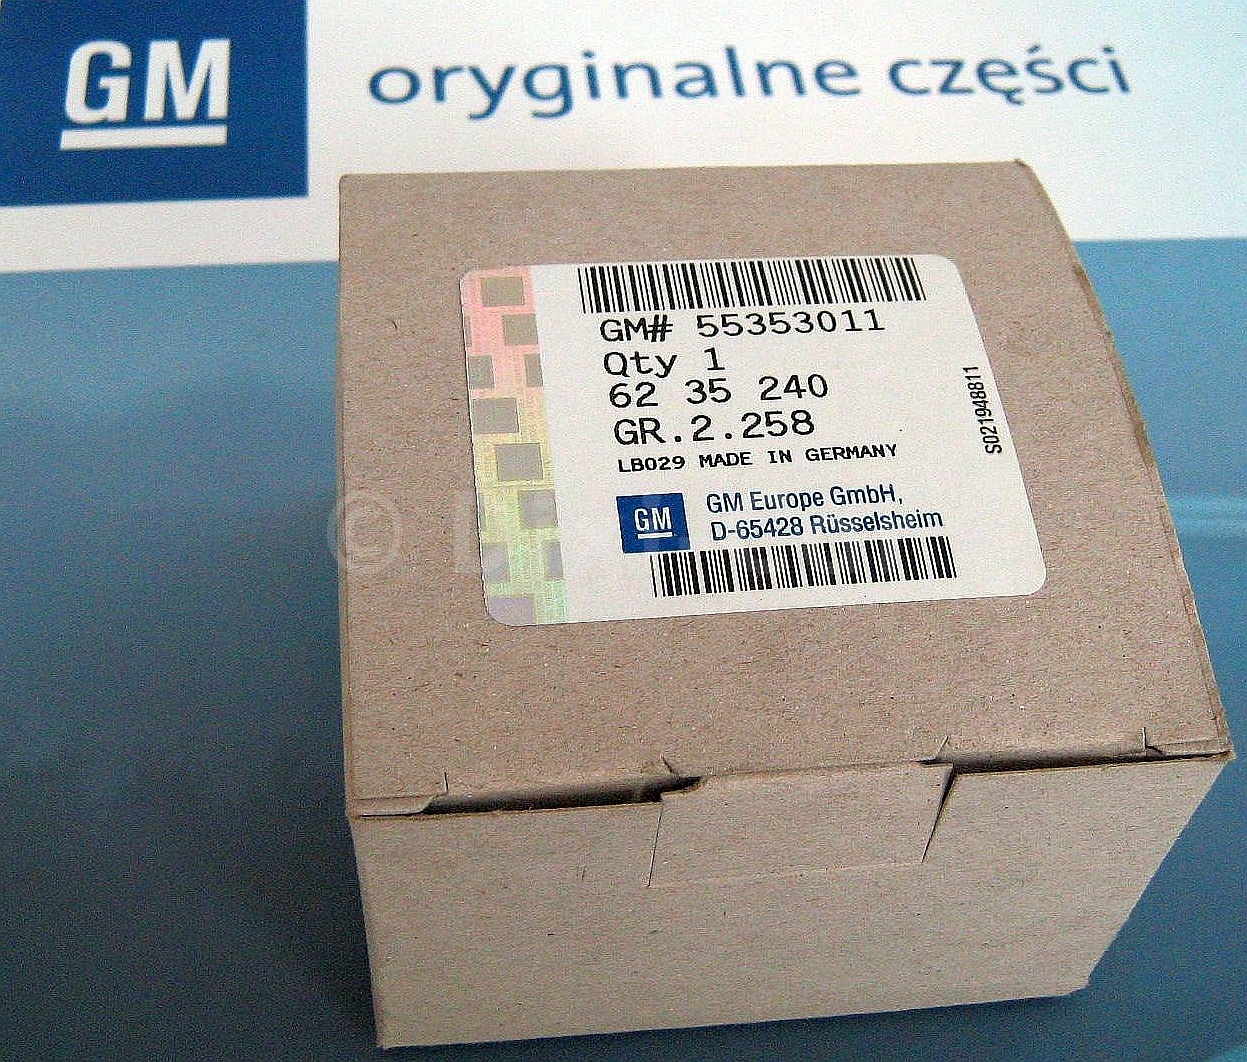 GM oryginalne części
GM# 55353011
Qty 1
62 35 240
GR.2.258
LB029 MADE IN GERMANY
GM GM Europe GmbH,
D-65428 Rüsselsheim
S021948811